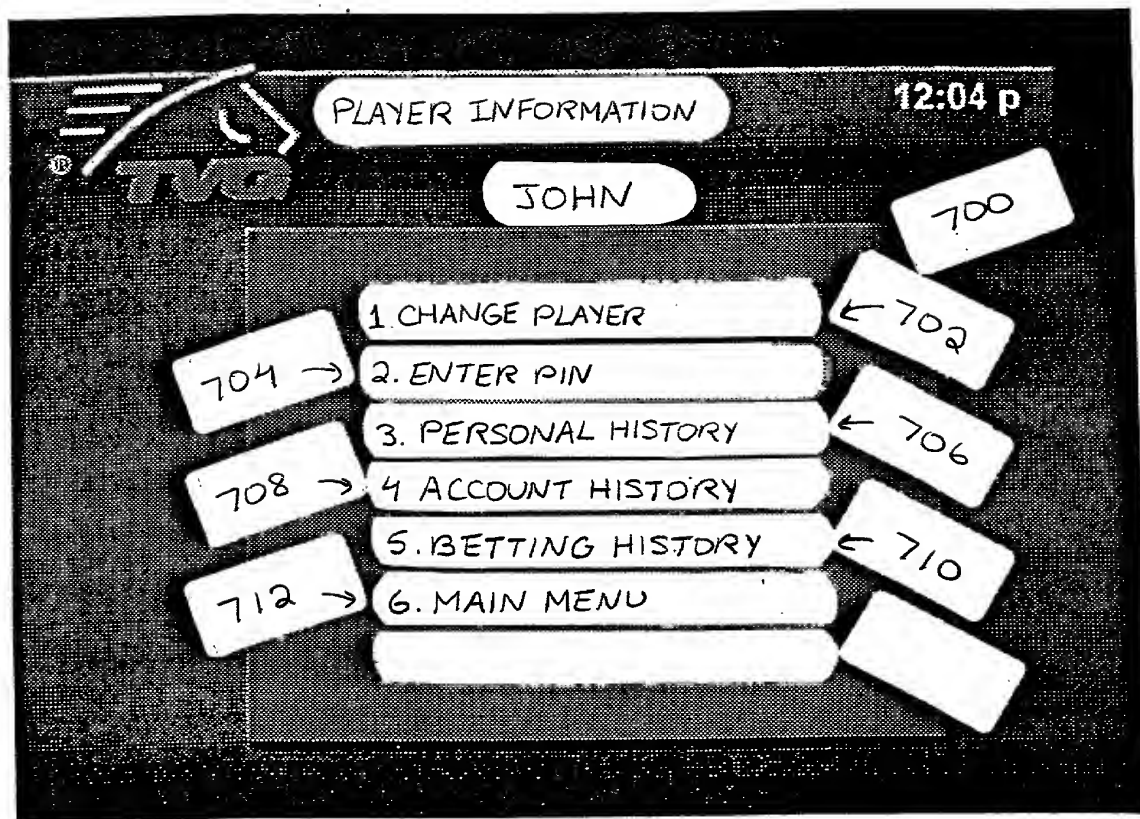 PLAYER INFORMATION
12:04 p
® TVG
JOHN
700
1. CHANGE PLAYER
← 702
704 →
2. ENTER PIN
3. PERSONAL HISTORY
← 706
708 →
4 ACCOUNT HISTORY
5. BETTING HISTORY
← 710
712 →
6. MAIN MENU